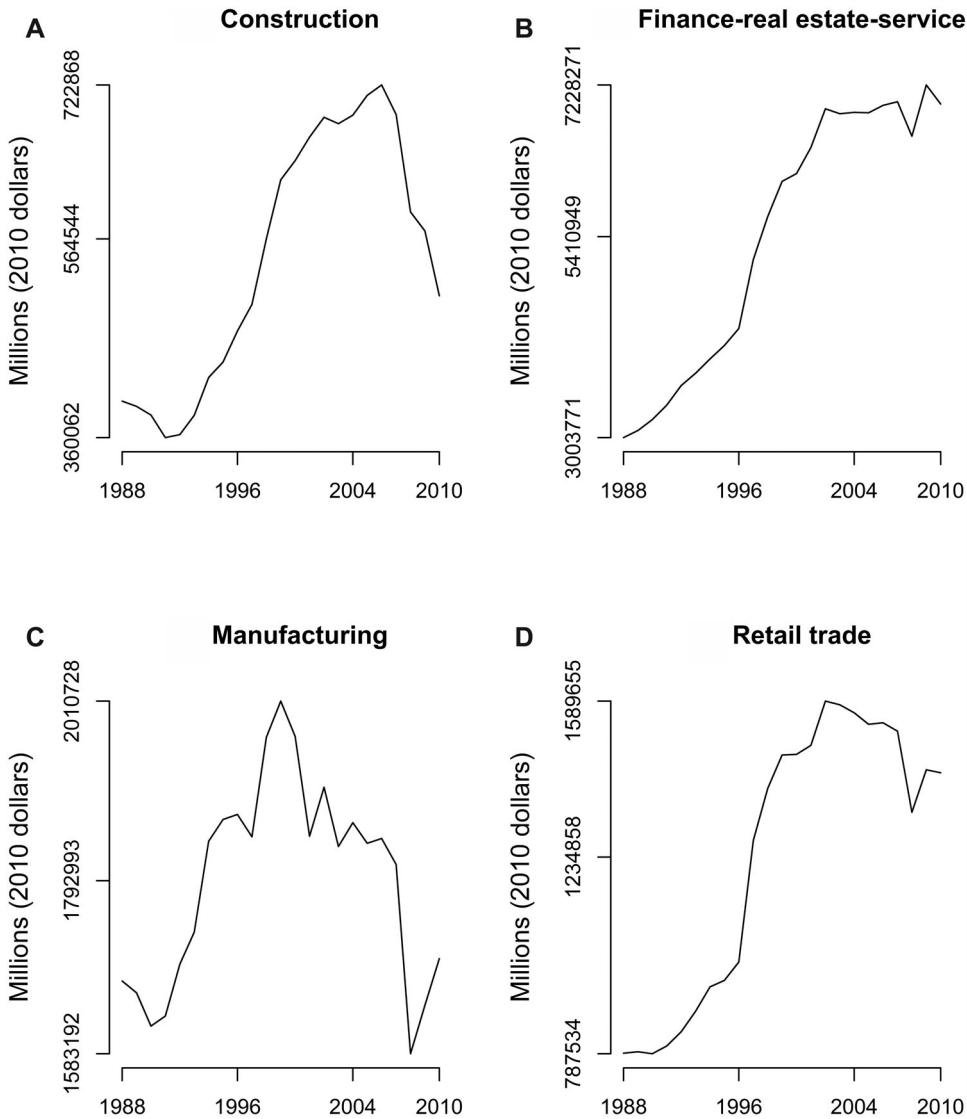 A
Construction
Millions (2010 dollars)
722868
564544
360062
1988
1996
2004
2010
B
Finance-real estate-service
Millions (2010 dollars)
7228271
5410949
3003771
1988
1996
2004
2010
C
Manufacturing
Millions (2010 dollars)
2010728
1792993
1583192
1988
1996
2004
2010
D
Retail trade
Millions (2010 dollars)
1589655
1234858
787534
1988
1996
2004
2010